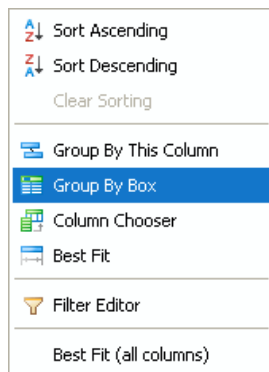 Sort Ascending
Sort Descending
Clear Sorting
Group By This Column
Group By Box
Column Chooser
Best Fit
Filter Editor
Best Fit (all columns)